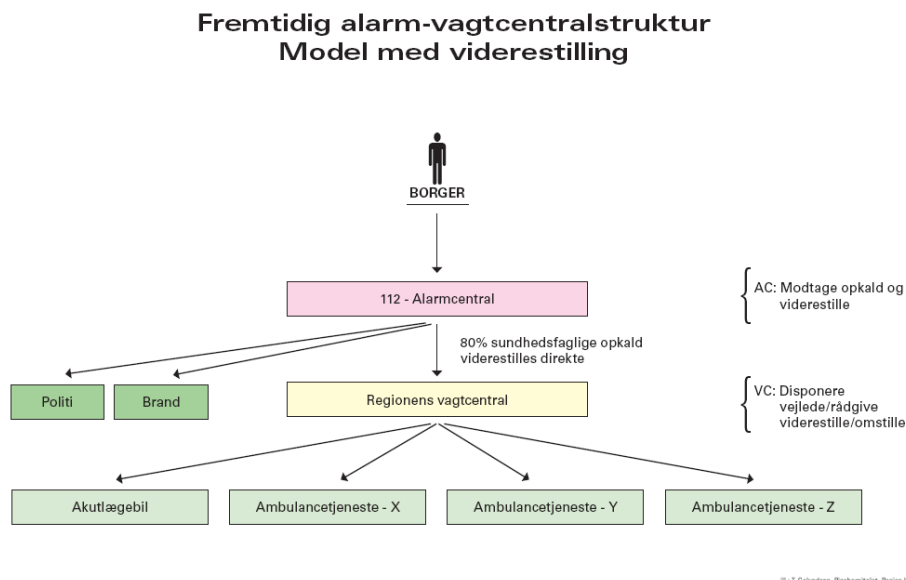 Fremtidig alarm-vagtcentralstruktur
Model med viderestilling
BORGER
112 - Alarmcentral
AC: Modtage opkald og
viderestille
80% sundhedsfaglige opkald
viderestilles direkte
Politi
Brand
Regionens vagtcentral
VC: Disponere
vejlede/rådgive
viderestille/omstille
Akutlægebil
Ambulancetjeneste - X
Ambulancetjeneste - Y
Ambulancetjeneste - Z